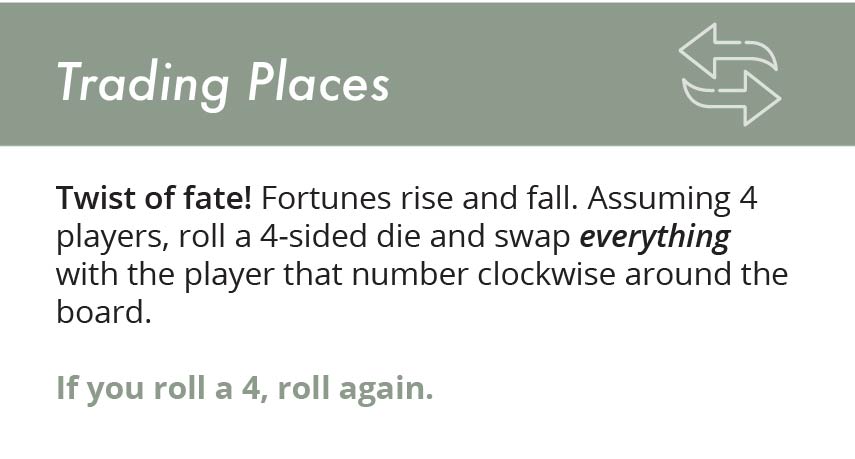 Trading Places
Twist of fate! Fortunes rise and fall. Assuming 4
players, roll a 4-sided die and swap everything
with the player that number clockwise around the
board.
If you roll a 4, roll again.